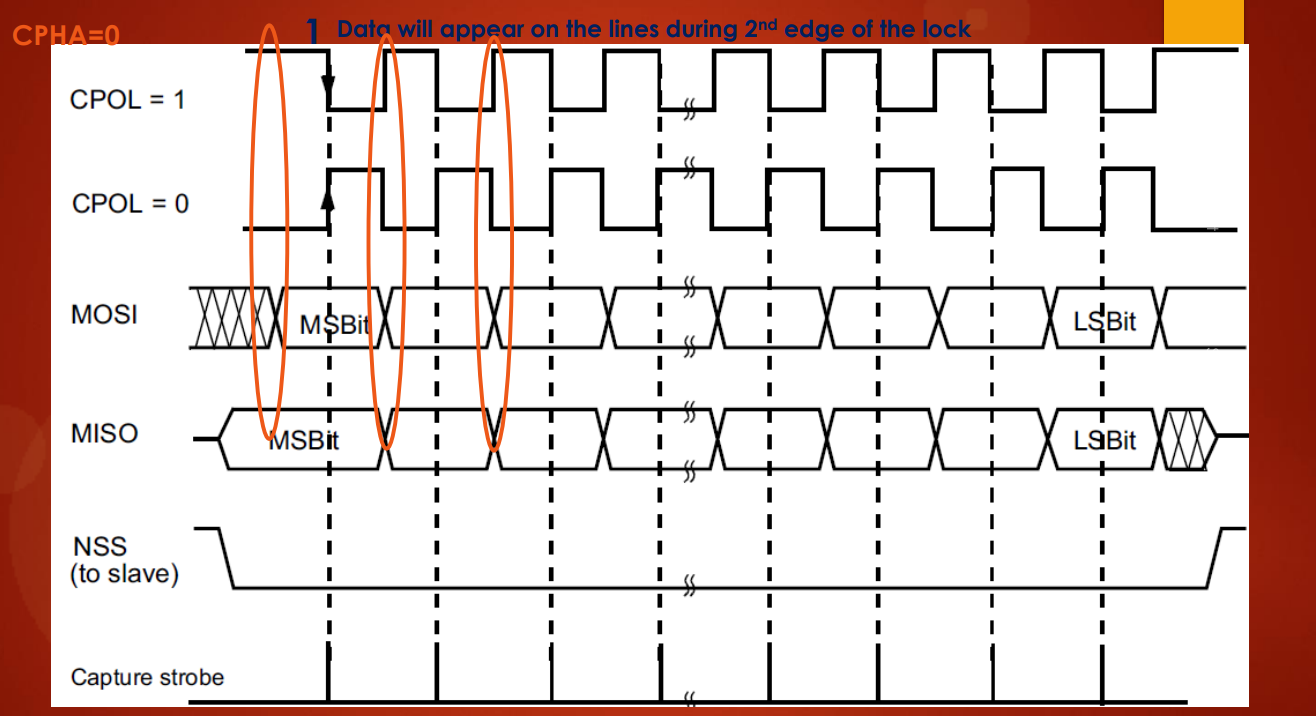 CPHA=0
1 Data will appear on the lines during 2nd edge of the lock
CPOL = 1
CPOL = 0
MOSI
MSBit
LSBit
MISO
MSBit
LSBit
NSS
(to slave)
Capture strobe